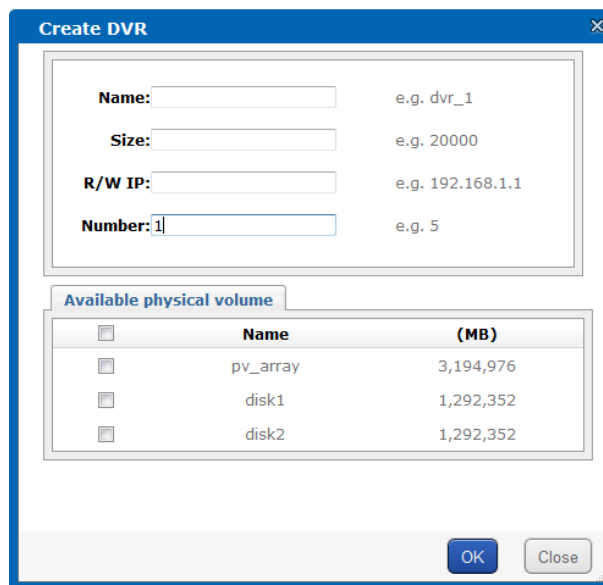 Create DVR
Name: e.g. dvr_1
Size: e.g. 20000
R/W IP: e.g. 192.168.1.1
Number: 1 e.g. 5
Available physical volume
Name (MB)
pv_array 3,194,976
disk1 1,292,352
disk2 1,292,352
OK Close